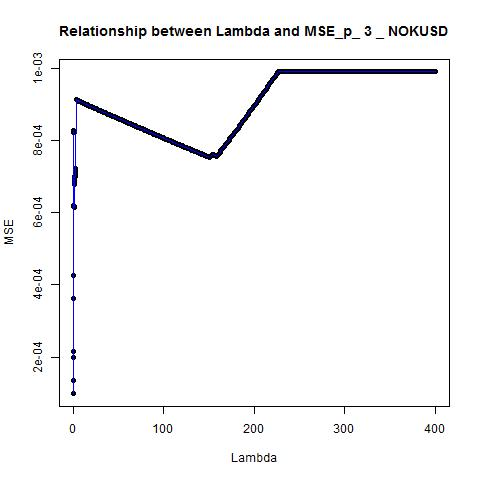 Relationship between Lambda and MSE_p_ 3 _ NOKUSD
1e-03
8e-04
6e-04
4e-04
2e-04
MSE
0 100 200 300 400
Lambda